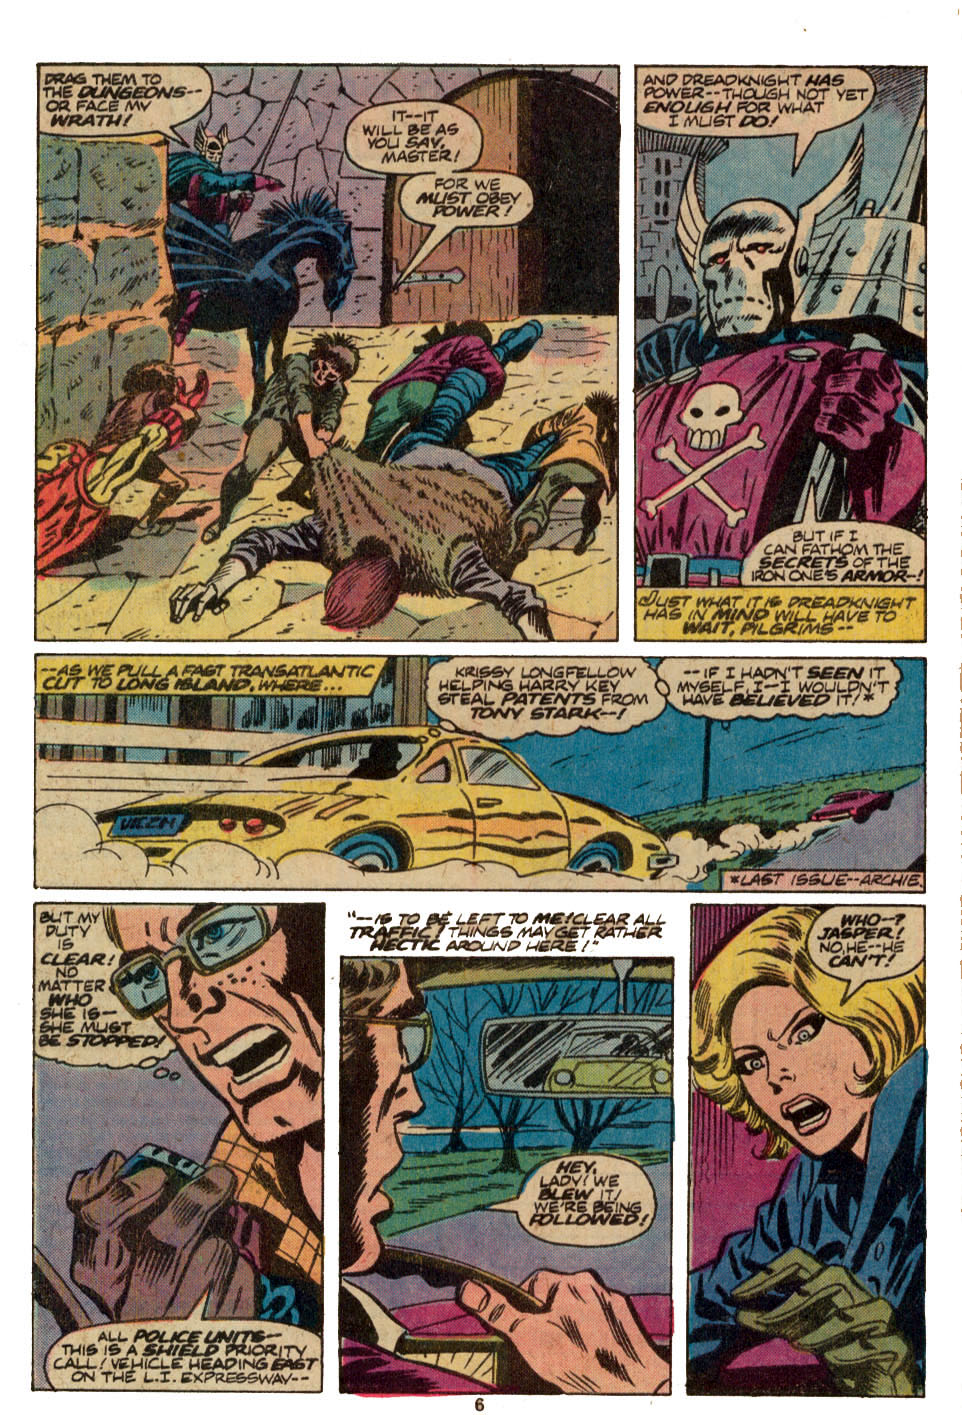 DRAG THEM TO
THE DUNGEONS--
OR FACE MY
WRATH!
IT--IT
WILL BE AS
YOU SAY,
MASTER!
FOR WE
MUST OBEY
POWER!
AND DREADKNIGHT HAS
POWER--THOUGH NOT YET
ENOUGH FOR WHAT
I MUST DO!
BUT IF I
CAN FATHOM THE
SECRETS OF THE
IRON ONE'S ARMOR--!
JUST WHAT IT IS DREADKNIGHT
HAS IN MIND WILL HAVE TO
WAIT, PILGRIMS--
--AS WE PULL A FAST TRANSATLANTIC
CUT TO LONG ISLAND, WHERE...
KRISSY LONGFELLOW
HELPING HARRY KEY
STEAL PATENTS FROM
TONY STARK--!
--IF I HADN'T SEEN IT
MYSELF, I--I WOULDN'T
HAVE BELIEVED IT!*
*LAST ISSUE--ARCHIE.
BUT MY
DUTY
IS
CLEAR!
NO
MATTER
WHO
SHE IS--
SHE MUST
BE STOPPED!
ALL POLICE UNITS--
THIS IS A SHIELD PRIORITY
CALL! VEHICLE HEADING EAST
ON THE L.I. EXPRESSWAY--
"--IS TO BE LEFT TO ME! CLEAR ALL
TRAFFIC! THINGS MAY GET RATHER
HECTIC AROUND HERE!"
HEY,
LADY! WE
BLEW IT!
WE'RE BEING
FOLLOWED!
WHO--?
JASPER!
NO, HE--HE
CAN'T!
6